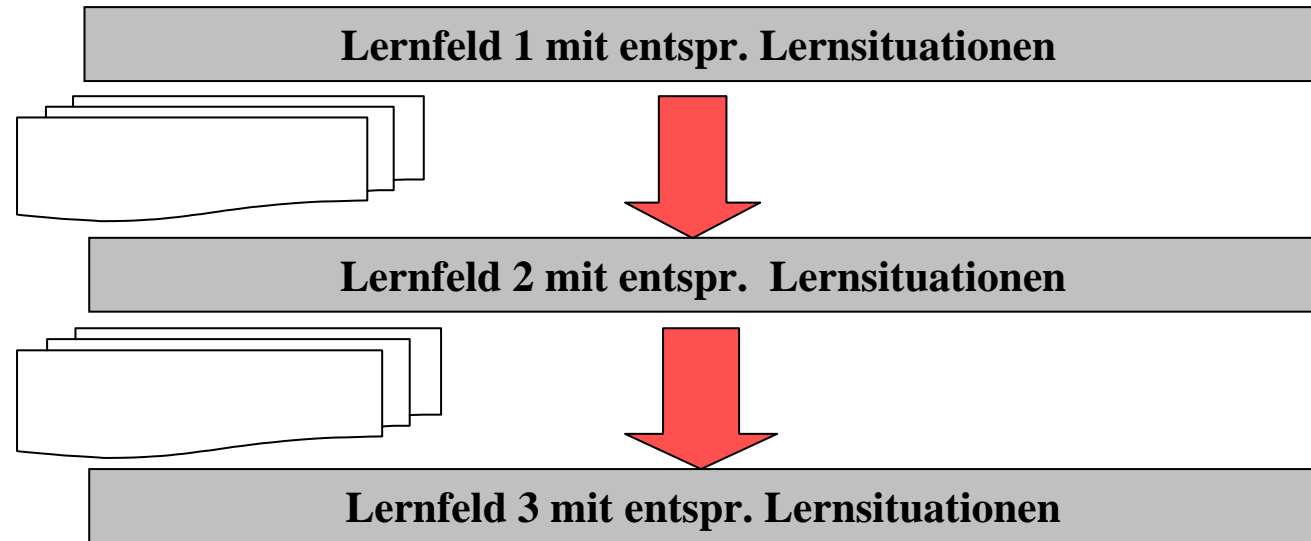 Lernfeld 1 mit entspr. Lernsituationen
Lernfeld 2 mit entspr.  Lernsituationen
Lernfeld 3 mit entspr. Lernsituationen